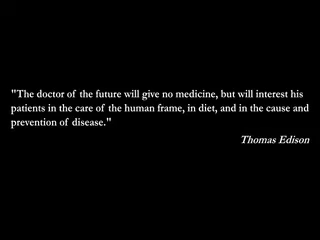 "The doctor of the future will give no medicine, but will interest his
patients in the care of the human frame, in diet, and in the cause and
prevention of disease."
Thomas Edison